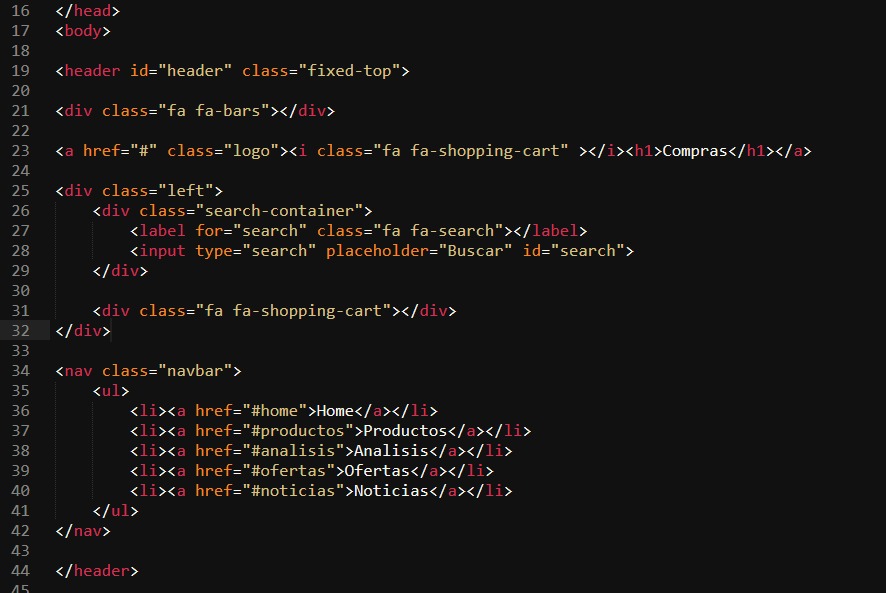 16 </head>
17 <body>
18
19 <header id="header" class="fixed-top">
20
21 <div class="fa fa-bars"></div>
22
23 <a href="#" class="logo"><i class="fa fa-shopping-cart" ></i><h1>Compras</h1></a>
24
25 <div class="left">
26     <div class="search-container">
27         <label for="search" class="fa fa-search"></label>
28         <input type="search" placeholder="Buscar" id="search">
29     </div>
30
31     <div class="fa fa-shopping-cart"></div>
32 </div>
33
34 <nav class="navbar">
35     <ul>
36         <li><a href="#home">Home</a></li>
37         <li><a href="#productos">Productos</a></li>
38         <li><a href="#analisis">Analisis</a></li>
39         <li><a href="#ofertas">Ofertas</a></li>
40         <li><a href="#noticias">Noticias</a></li>
41     </ul>
42 </nav>
43
44 </header>
45